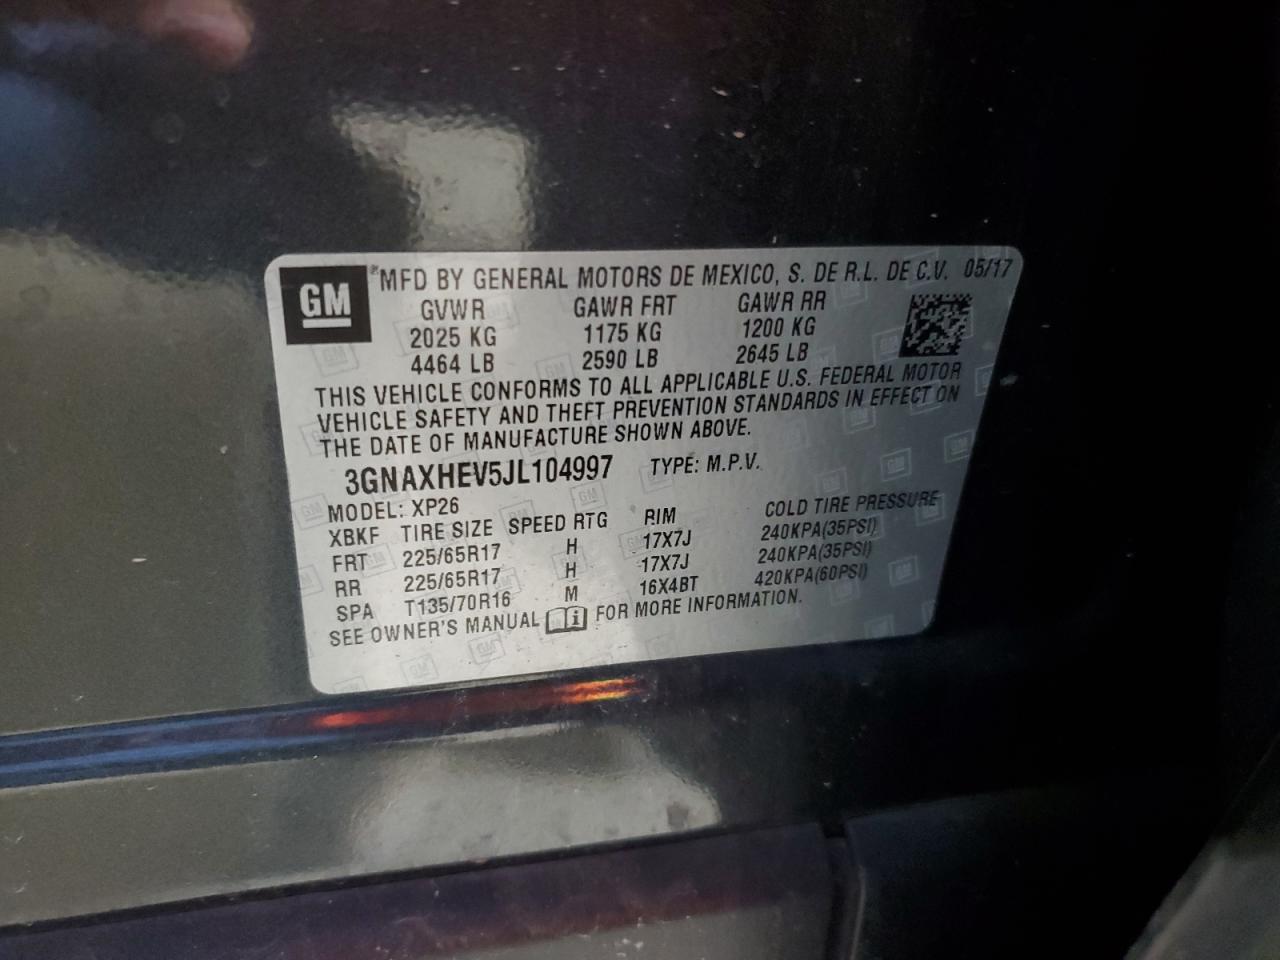 GM
MFD BY GENERAL MOTORS DE MEXICO, S. DE R.L. DE C.V. 05/17
GVWR GAWR FRT GAWR RR
2025 KG 1175 KG 1200 KG
4464 LB 2590 LB 2645 LB
THIS VEHICLE CONFORMS TO ALL APPLICABLE U.S. FEDERAL MOTOR
VEHICLE SAFETY AND THEFT PREVENTION STANDARDS IN EFFECT ON
THE DATE OF MANUFACTURE SHOWN ABOVE.
3GNAXHEV5JL104997 TYPE: M.P.V.
MODEL: XP26
XBKF TIRE SIZE SPEED RTG RIM COLD TIRE PRESSURE
FRT 225/65R17 H 17X7J 240KPA(35PSI)
RR 225/65R17 H 17X7J 240KPA(35PSI)
SPA T135/70R16 M 16X4BT 420KPA(60PSI)
SEE OWNER'S MANUAL FOR MORE INFORMATION.